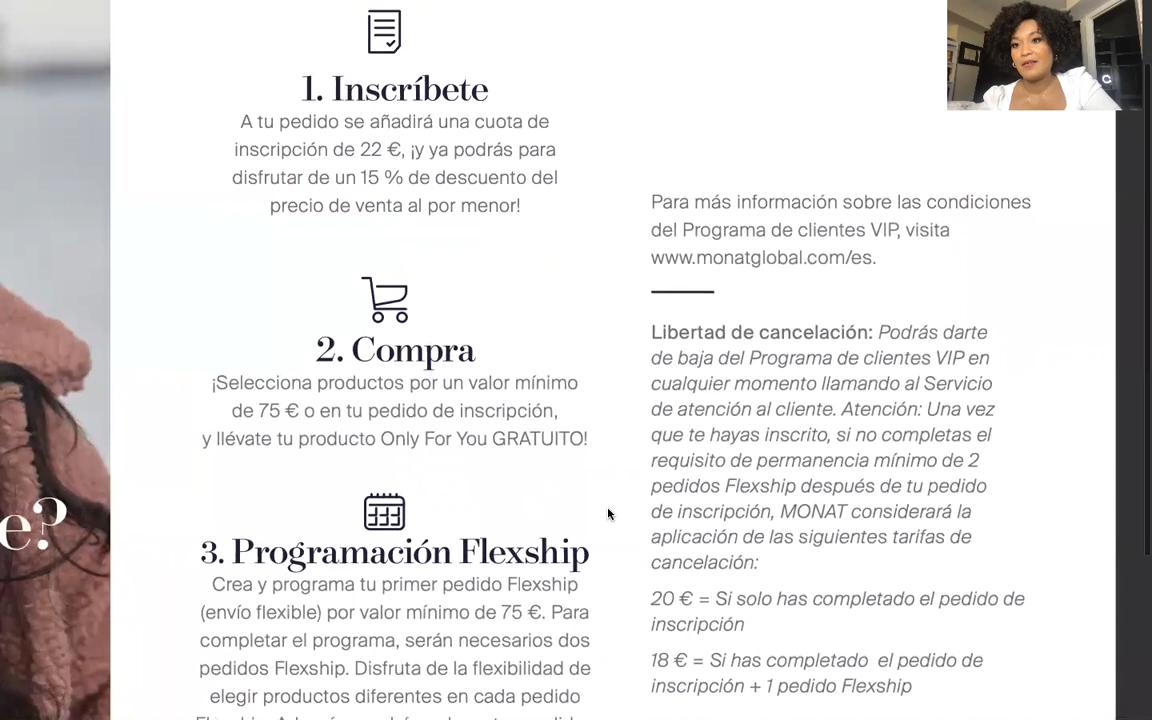 1. Inscríbete
A tu pedido se añadirá una cuota de
inscripción de 22 €, ¡y ya podrás para
disfrutar de un 15 % de descuento del
precio de venta al por menor!
2. Compra
¡Selecciona productos por un valor mínimo
de 75 € o en tu pedido de inscripción,
y llévate tu producto Only For You GRATUITO!
3. Programación Flexship
Crea y programa tu primer pedido Flexship
(envío flexible) por valor mínimo de 75 €. Para
completar el programa, serán necesarios dos
pedidos Flexship. Disfruta de la flexibilidad de
elegir productos diferentes en cada pedido
Para más información sobre las condiciones
del Programa de clientes VIP, visita
www.monatglobal.com/es.
Libertad de cancelación: Podrás darte
de baja del Programa de clientes VIP en
cualquier momento llamando al Servicio
de atención al cliente. Atención: Una vez
que te hayas inscrito, si no completas el
requisito de permanencia mínimo de 2
pedidos Flexship después de tu pedido
de inscripción, MONAT considerará la
aplicación de las siguientes tarifas de
cancelación:
20 € = Si solo has completado el pedido de
inscripción
18 € = Si has completado el pedido de
inscripción + 1 pedido Flexship
e?